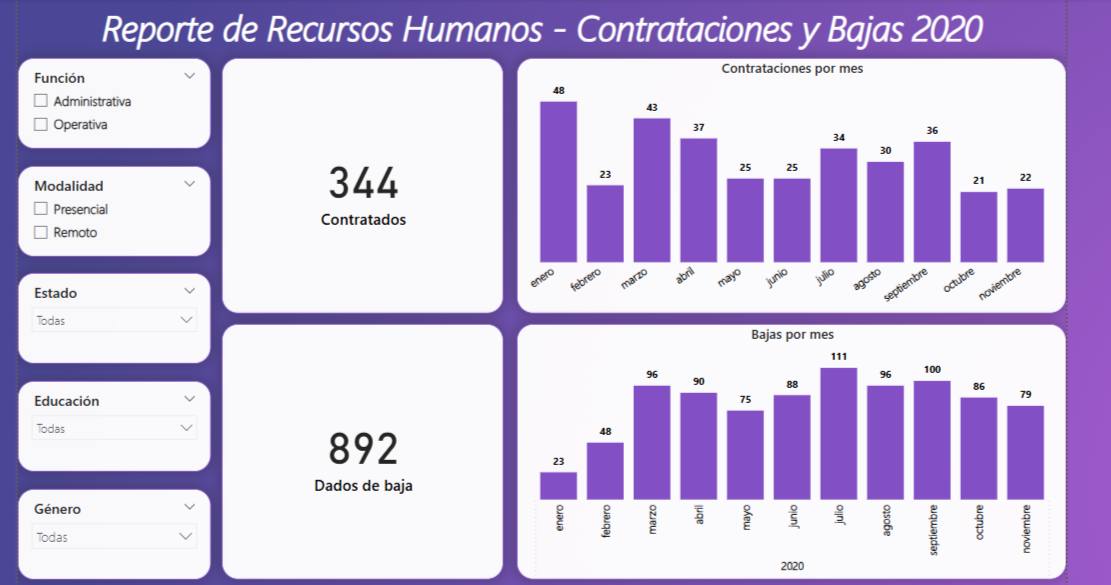 Reporte de Recursos Humanos - Contrataciones y Bajas 2020
Función
Administrativa
Operativa
Modalidad
Presencial
Remoto
Estado
Todas
Educación
Todas
Género
Todas
344
Contratados
892
Dados de baja
Contrataciones por mes
48
23
43
37
25
25
34
30
36
21
22
enero
febrero
marzo
abril
mayo
junio
julio
agosto
septiembre
octubre
noviembre
Bajas por mes
23
48
96
90
75
88
111
96
100
86
79
enero
febrero
marzo
abril
mayo
junio
julio
agosto
septiembre
octubre
noviembre
2020